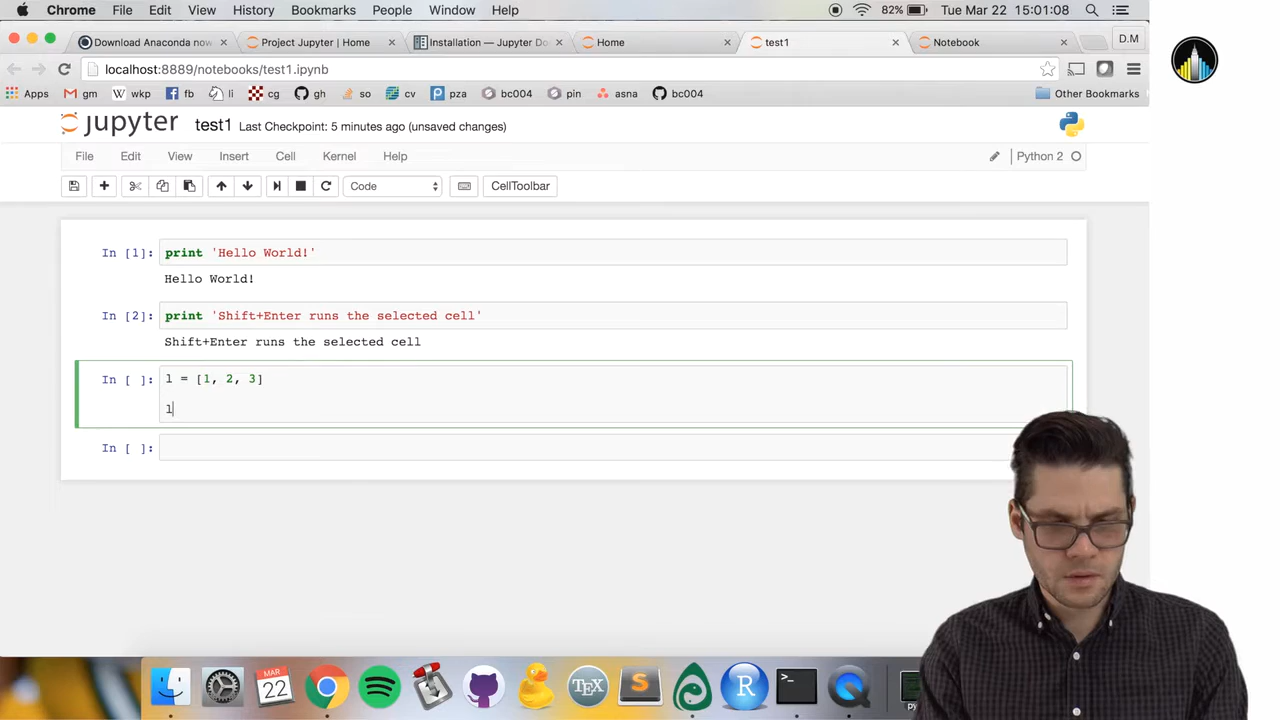 Chrome File Edit View History Bookmarks People Window Help 82% Tue Mar 22 15:01:08
Download Anaconda now Project Jupyter | Home Installation — Jupyter Do Home test1 Notebook D.M
localhost:8889/notebooks/test1.ipynb
Apps gm wkp fb li cg gh so cv pza bc004 pin asna bc004 Other Bookmarks
jupyter test1 Last Checkpoint: 5 minutes ago (unsaved changes)
File Edit View Insert Cell Kernel Help Python 2
Code CellToolbar
In [1]: print 'Hello World!'
Hello World!
In [2]: print 'Shift+Enter runs the selected cell'
Shift+Enter runs the selected cell
In [ ]: l = [1, 2, 3]
l
In [ ]:
MAR
22
TEX
S
R
>_